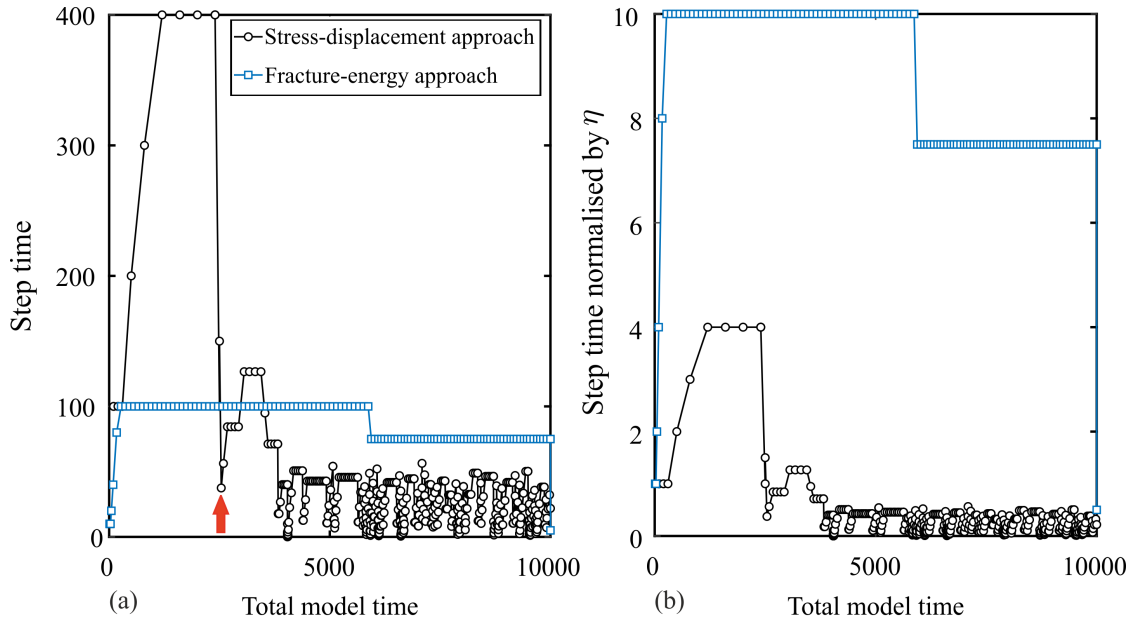 400
300
200
100
0
Step time
Stress-displacement approach
Fracture-energy approach
0
5000
10000
(a)
Total model time
10
8
6
4
2
0
Step time normalised by η
0
5000
10000
(b)
Total model time